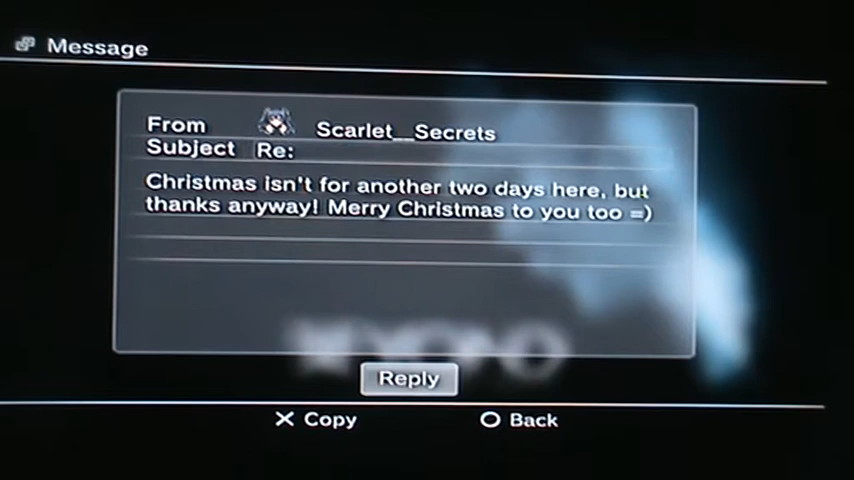 Message
From Scarlet__Secrets
Subject Re:
Christmas isn't for another two days here, but
thanks anyway! Merry Christmas to you too =)
Reply
Copy
Back